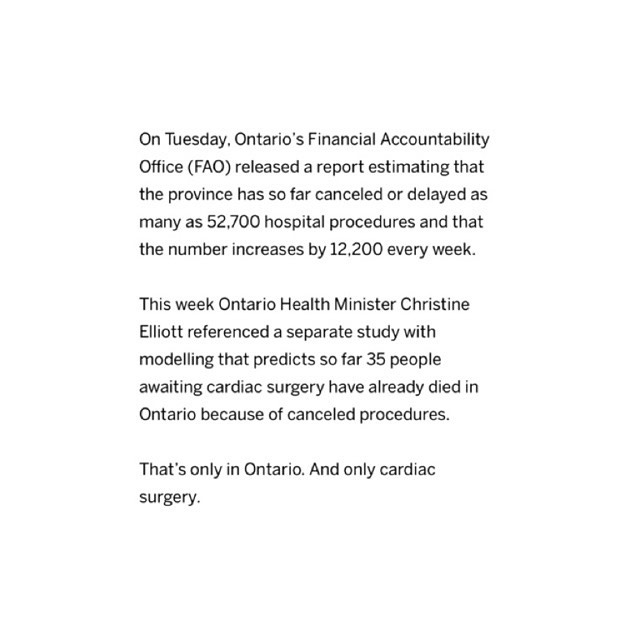 On Tuesday, Ontario's Financial Accountability
Office (FAO) released a report estimating that
the province has so far canceled or delayed as
many as 52,700 hospital procedures and that
the number increases by 12,200 every week.
This week Ontario Health Minister Christine
Elliott referenced a separate study with
modelling that predicts so far 35 people
awaiting cardiac surgery have already died in
Ontario because of canceled procedures.
That's only in Ontario. And only cardiac
surgery.